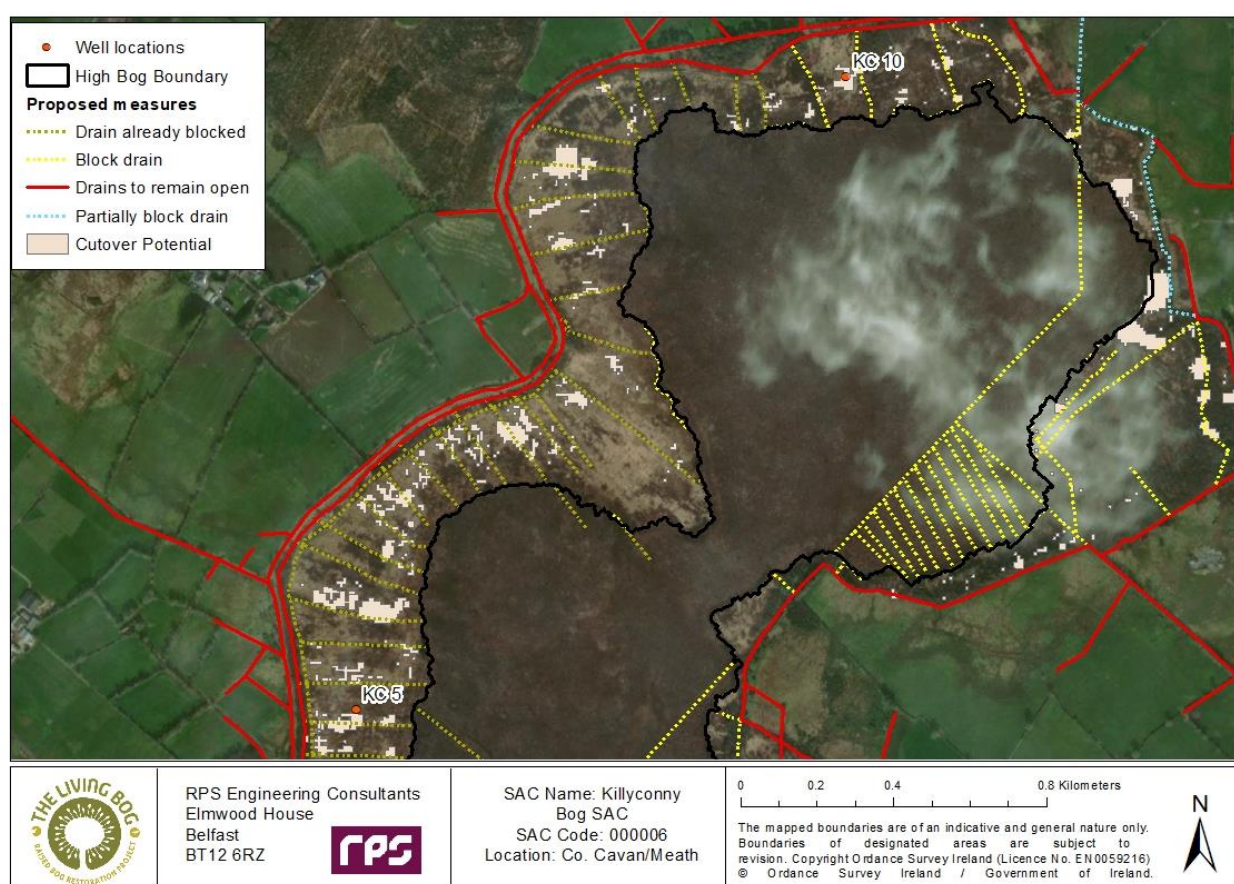 Well locations
High Bog Boundary
Proposed measures
Drain already blocked
Block drain
Drains to remain open
Partially block drain
Cutover Potential
KC 10
KC 5
THE LIVING BOG
RAISED BOG RESTORATION PROJECT
RPS Engineering Consultants
Elmwood House
Belfast
BT12 6RZ
rps
SAC Name: Killyconny
Bog SAC
SAC Code: 000006
Location: Co. Cavan/Meath
0 0.2 0.4 0.8 Kilometers
The mapped boundaries are of an indicative and general nature only.
Boundaries of designated areas are subject to
revision. Copyright Ordance Survey Ireland (Licence No. EN0059216)
© Ordance Survey Ireland / Government of Ireland.
N